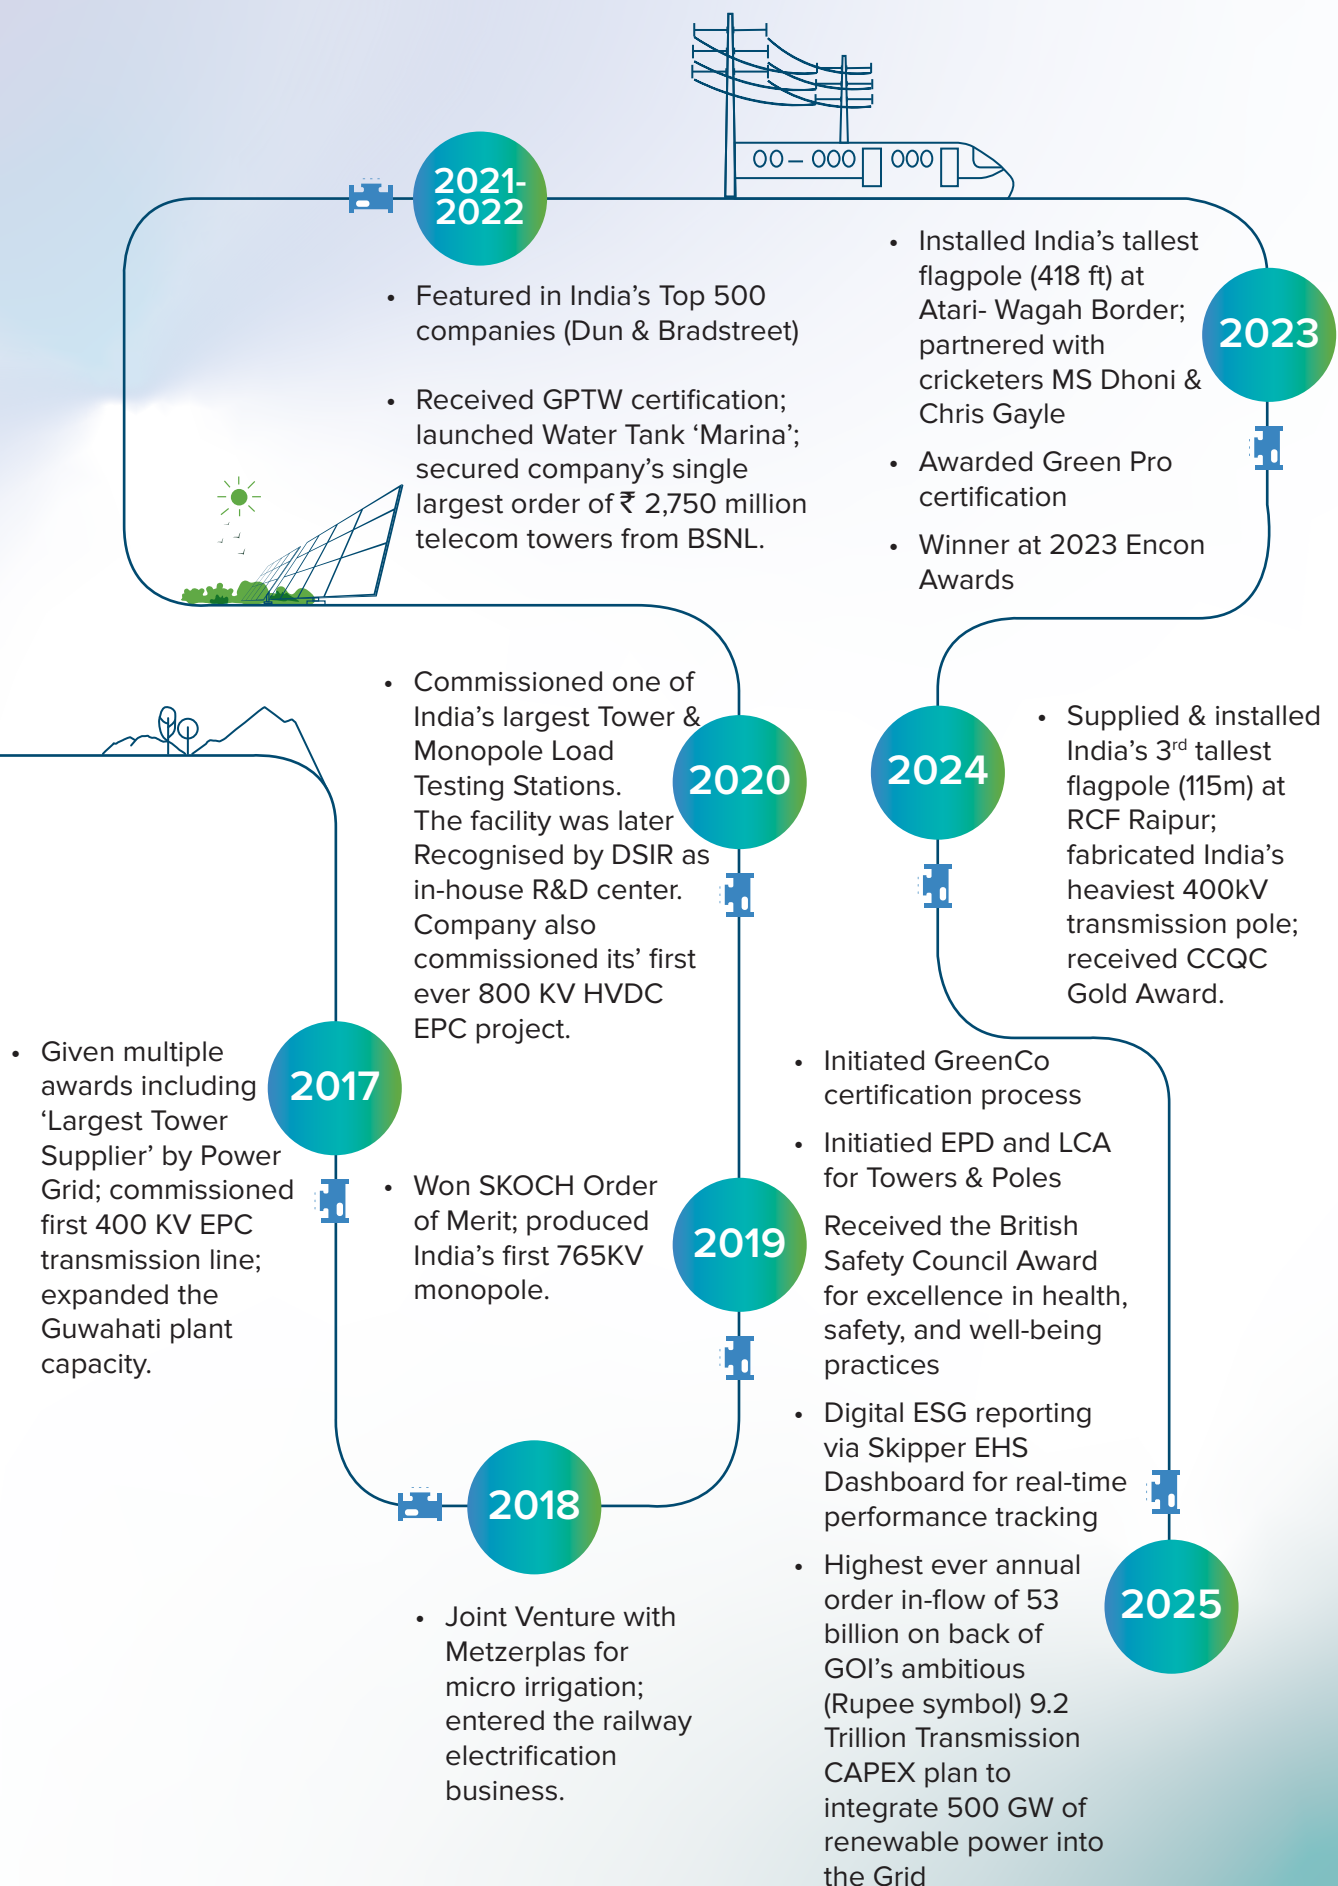 2017
• Given multiple
awards including
‘Largest Tower
Supplier’ by Power
Grid; commissioned
first 400 KV EPC
transmission line;
expanded the
Guwahati plant
capacity.
2018
• Joint Venture with
Metzerplas for
micro irrigation;
entered the railway
electrification
business.
2019
• Won SKOCH Order
of Merit; produced
India’s first 765KV
monopole.
2020
• Commissioned one of
India’s largest Tower &
Monopole Load
Testing Stations.
The facility was later
Recognised by DSIR as
in-house R&D center.
Company also
commissioned its’ first
ever 800 KV HVDC
EPC project.
2021-
2022
• Featured in India’s Top 500
companies (Dun & Bradstreet)
• Received GPTW certification;
launched Water Tank ‘Marina’;
secured company’s single
largest order of ₹ 2,750 million
telecom towers from BSNL.
2023
• Installed India’s tallest
flagpole (418 ft) at
Atari- Wagah Border;
partnered with
cricketers MS Dhoni &
Chris Gayle
• Awarded Green Pro
certification
• Winner at 2023 Encon
Awards
2024
• Supplied & installed
India’s 3rd tallest
flagpole (115m) at
RCF Raipur;
fabricated India’s
heaviest 400kV
transmission pole;
received CCQC
Gold Award.
2025
• Initiated GreenCo
certification process
• Initiatied EPD and LCA
for Towers & Poles
Received the British
Safety Council Award
for excellence in health,
safety, and well-being
practices
• Digital ESG reporting
via Skipper EHS
Dashboard for real-time
performance tracking
• Highest ever annual
order in-flow of 53
billion on back of
GOI’s ambitious
(Rupee symbol) 9.2
Trillion Transmission
CAPEX plan to
integrate 500 GW of
renewable power into
the Grid